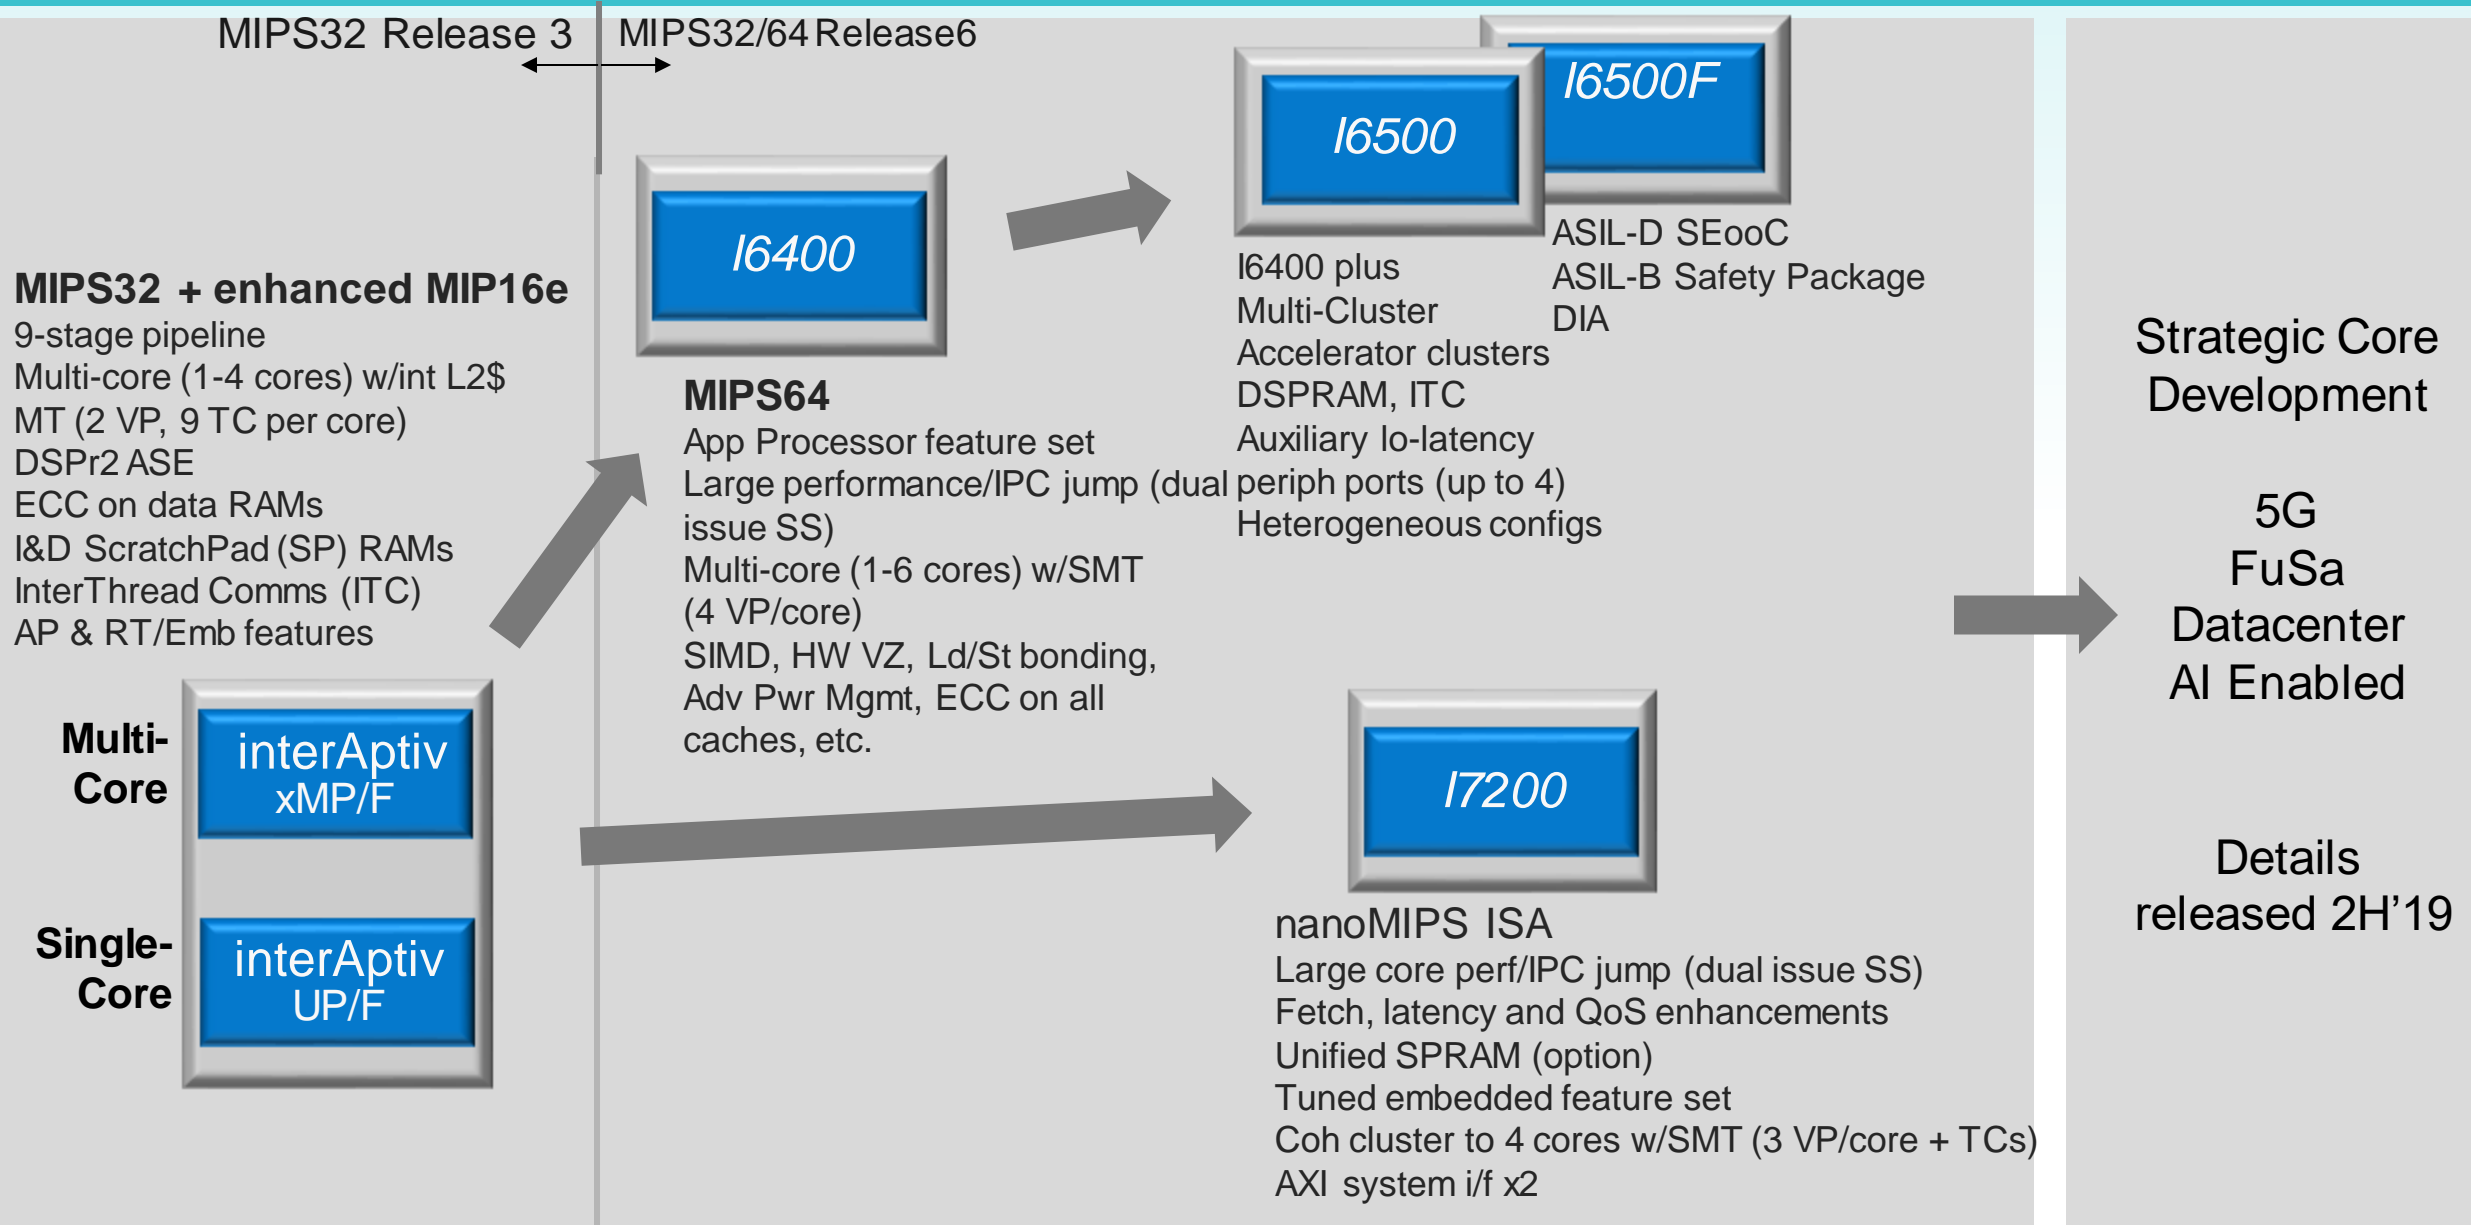 MIPS32 Release 3
MIPS32/64 Release6
MIPS32 + enhanced MIP16e
9-stage pipeline
Multi-core (1-4 cores) w/int L2$
MT (2 VP, 9 TC per core)
DSPr2 ASE
ECC on data RAMs
I&D ScratchPad (SP) RAMs
InterThread Comms (ITC)
AP & RT/Emb features
Multi-
Core
interAptiv
xMP/F
Single-
Core
interAptiv
UP/F
I6400
MIPS64
App Processor feature set
Large performance/IPC jump (dual
issue SS)
Multi-core (1-6 cores) w/SMT
(4 VP/core)
SIMD, HW VZ, Ld/St bonding,
Adv Pwr Mgmt, ECC on all
caches, etc.
I6500
I6400 plus
Multi-Cluster
Accelerator clusters
DSPRAM, ITC
Auxiliary lo-latency
periph ports (up to 4)
Heterogeneous configs
I6500F
ASIL-D SEooC
ASIL-B Safety Package
DIA
I7200
nanoMIPS ISA
Large core perf/IPC jump (dual issue SS)
Fetch, latency and QoS enhancements
Unified SPRAM (option)
Tuned embedded feature set
Coh cluster to 4 cores w/SMT (3 VP/core + TCs)
AXI system i/f x2
Strategic Core
Development
5G
FuSa
Datacenter
AI Enabled
Details
released 2H’19